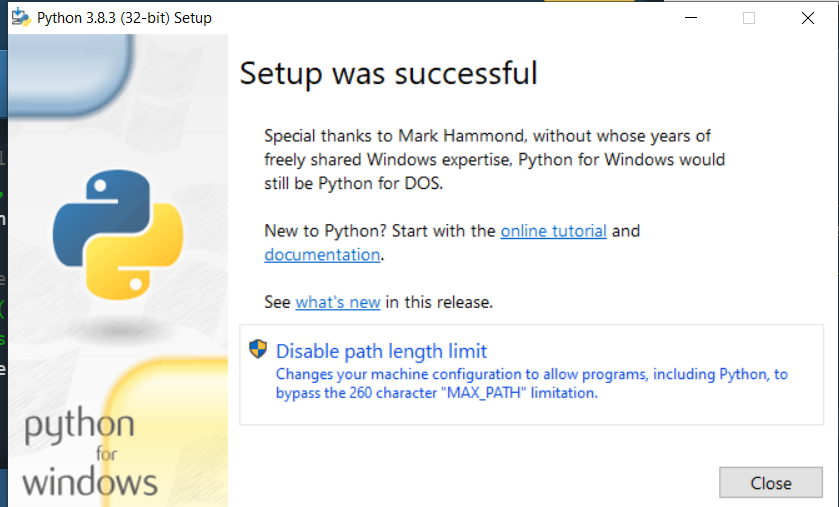 Python 3.8.3 (32-bit) Setup
Setup was successful
Special thanks to Mark Hammond, without whose years of
freely shared Windows expertise, Python for Windows would
still be Python for DOS.
New to Python? Start with the online tutorial and
documentation.
See what's new in this release.
Disable path length limit
Changes your machine configuration to allow programs, including Python, to
bypass the 260 character "MAX_PATH" limitation.
python
for
windows
Close